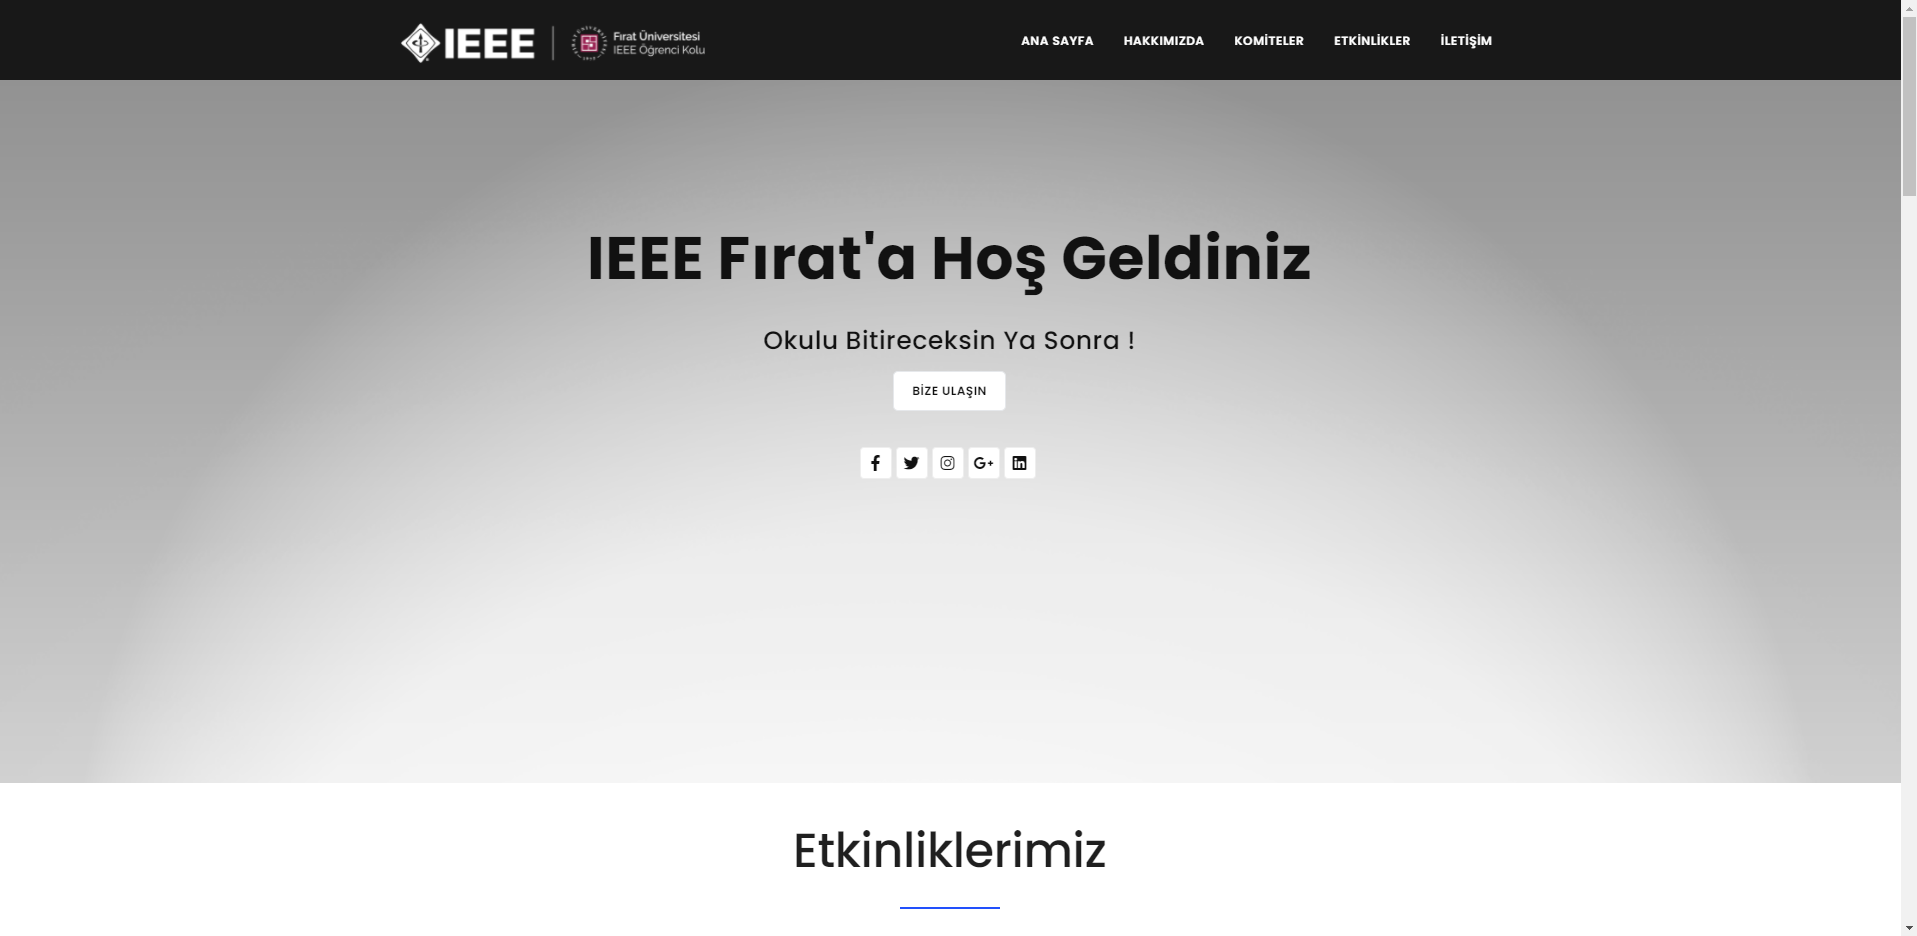 IEEE
Fırat Üniversitesi
IEEE Öğrenci Kolu
ANA SAYFA
HAKKIMIZDA
KOMİTELER
ETKİNLİKLER
İLETİŞİM
IEEE Fırat'a Hoş Geldiniz
Okulu Bitireceksin Ya Sonra !
BİZE ULAŞIN
Etkinliklerimiz